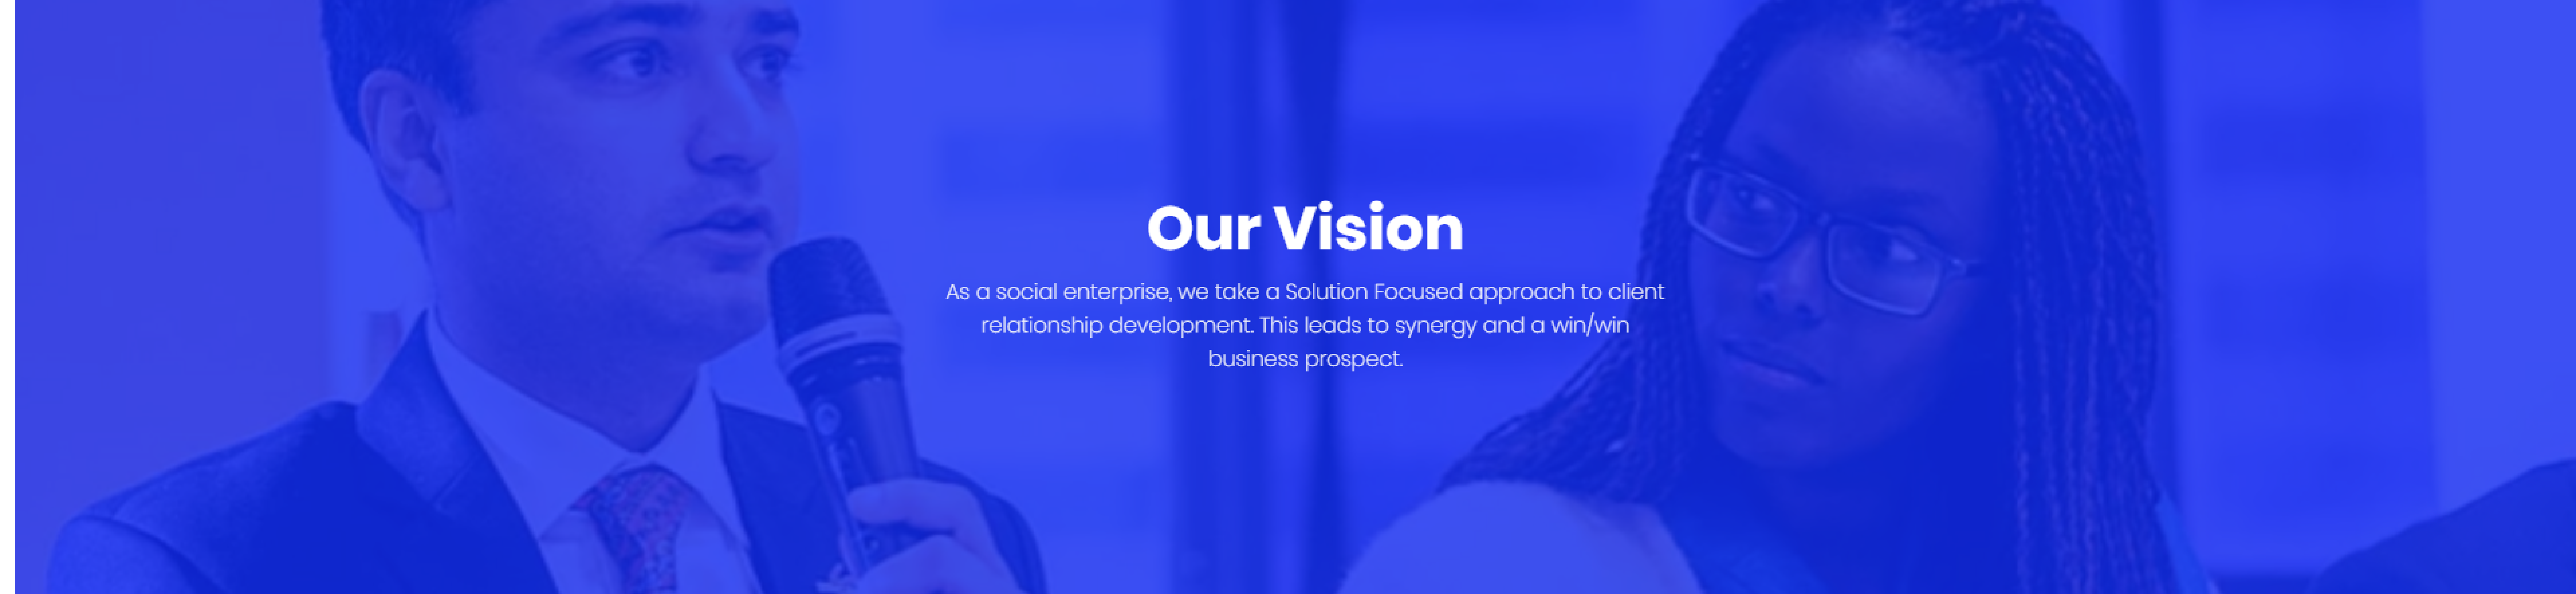 Our Vision
As a social enterprise, we take a Solution Focused approach to client
relationship development. This leads to synergy and a win/win
business prospect.